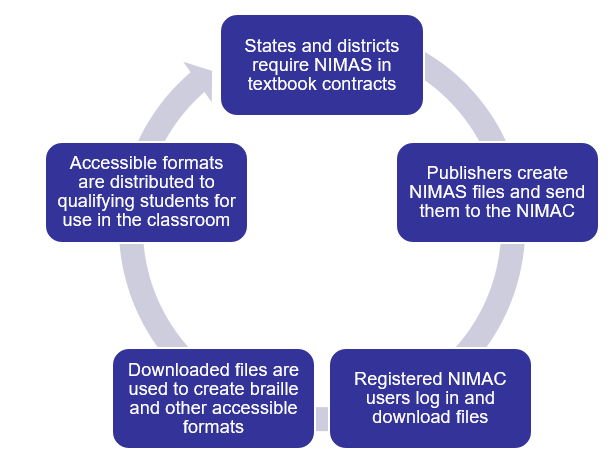 States and districts
require NIMAS in
textbook contracts
Publishers create
NIMAS files and send
them to the NIMAC
Registered NIMAC
users log in and
download files
Downloaded files are
used to create braille
and other accessible
formats
Accessible formats
are distributed to
qualifying students for
use in the classroom